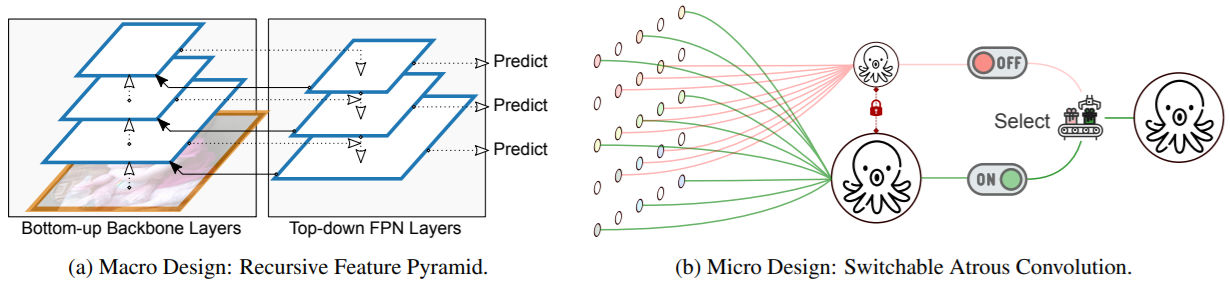 Predict
Predict
Predict
Bottom-up Backbone Layers
Top-down FPN Layers
(a) Macro Design: Recursive Feature Pyramid.
OFF
Select
ON
(b) Micro Design: Switchable Atrous Convolution.